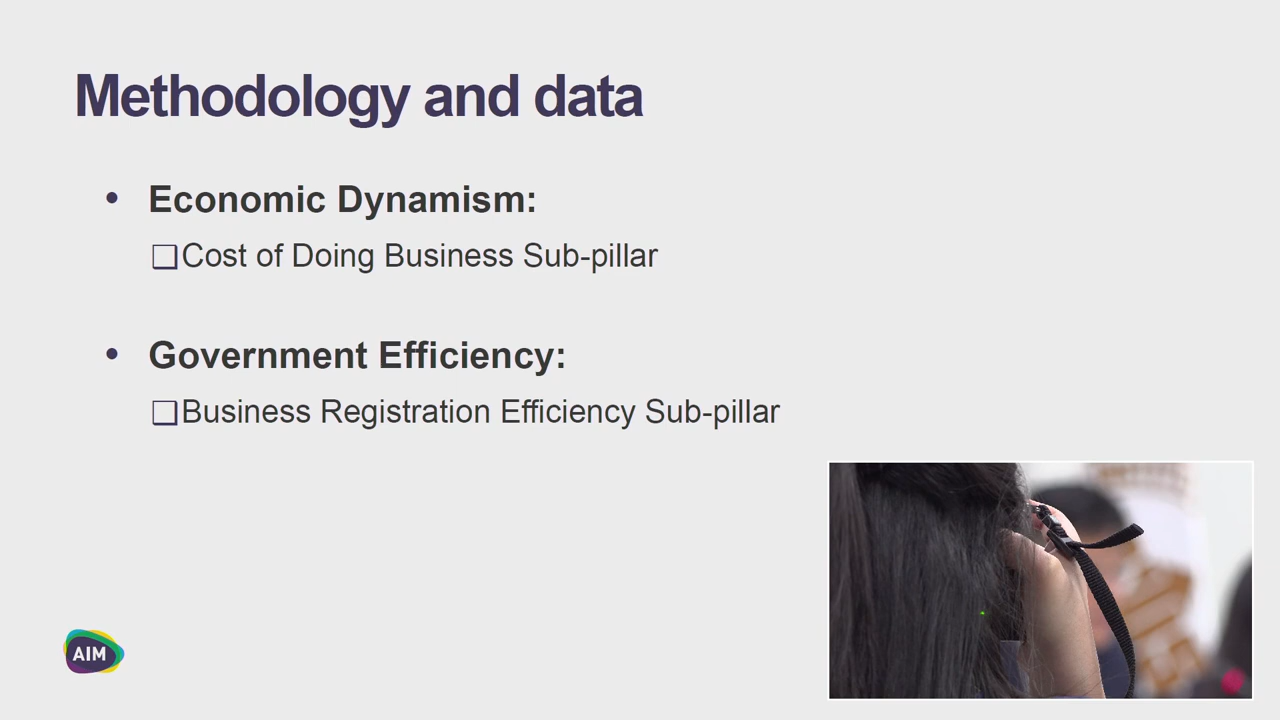 Methodology and data
• Economic Dynamism:
❑Cost of Doing Business Sub-pillar
• Government Efficiency:
❑Business Registration Efficiency Sub-pillar
AIM